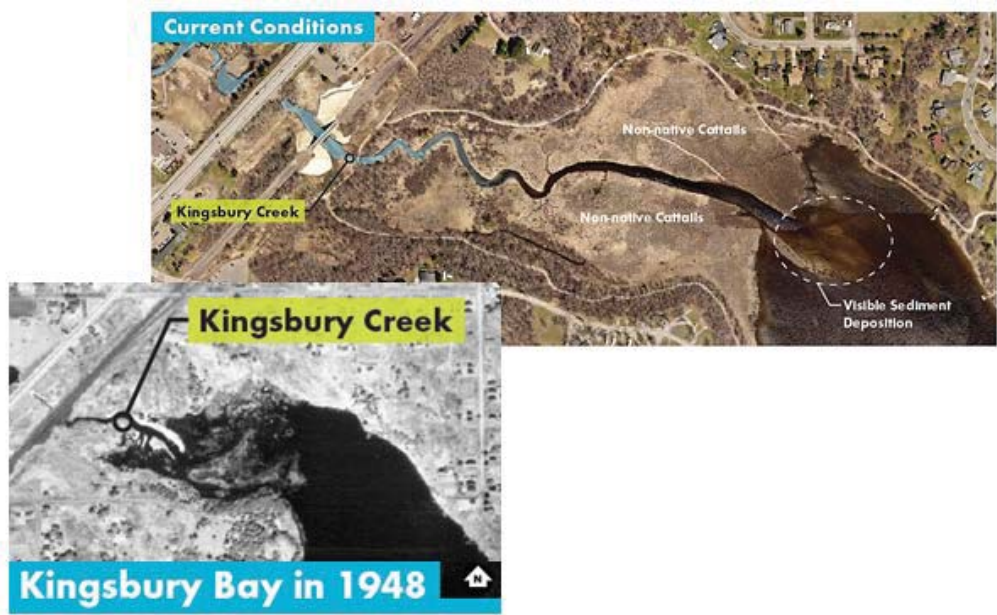 Current Conditions
Non-native Cattails
Kingsbury Creek
Non-native Cattails
Visible Sediment
Deposition
Kingsbury Creek
Kingsbury Bay in 1948
N